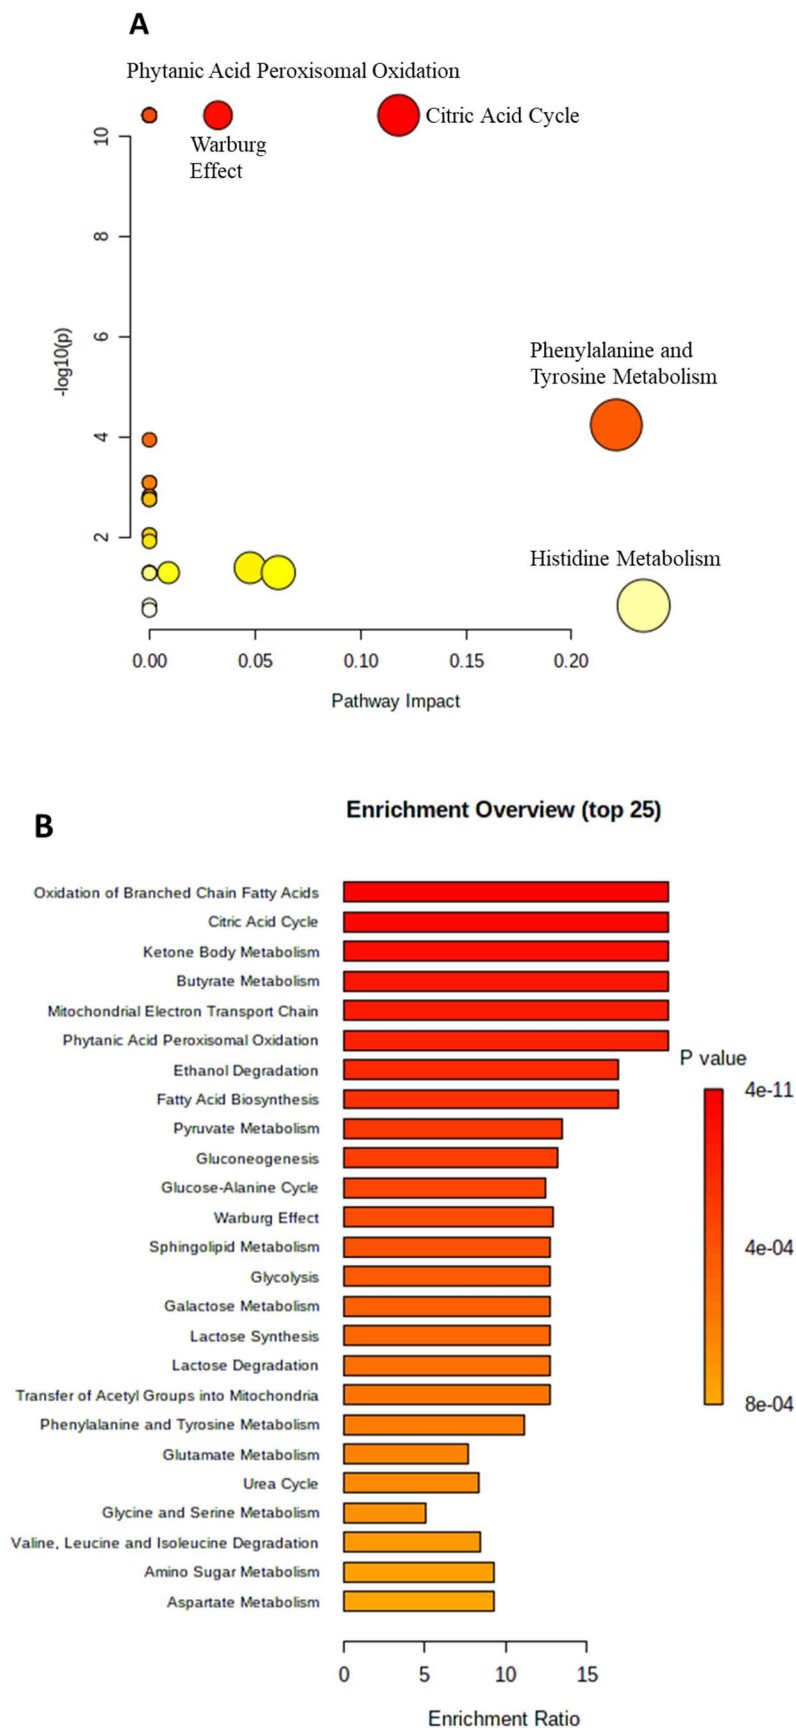 A
Phytanic Acid Peroxisomal Oxidation
Citric Acid Cycle
Warburg
Effect
10
8
6
4
2
-log10(p)
Phenylalanine and
Tyrosine Metabolism
Histidine Metabolism
0.00 0.05 0.10 0.15 0.20
Pathway Impact
B
Enrichment Overview (top 25)
Oxidation of Branched Chain Fatty Acids
Citric Acid Cycle
Ketone Body Metabolism
Butyrate Metabolism
Mitochondrial Electron Transport Chain
Phytanic Acid Peroxisomal Oxidation
Ethanol Degradation
Fatty Acid Biosynthesis
Pyruvate Metabolism
Gluconeogenesis
Glucose-Alanine Cycle
Warburg Effect
Sphingolipid Metabolism
Glycolysis
Galactose Metabolism
Lactose Synthesis
Lactose Degradation
Transfer of Acetyl Groups into Mitochondria
Phenylalanine and Tyrosine Metabolism
Glutamate Metabolism
Urea Cycle
Glycine and Serine Metabolism
Valine, Leucine and Isoleucine Degradation
Amino Sugar Metabolism
Aspartate Metabolism
P value
4e-11
4e-04
8e-04
0 5 10 15
Enrichment Ratio